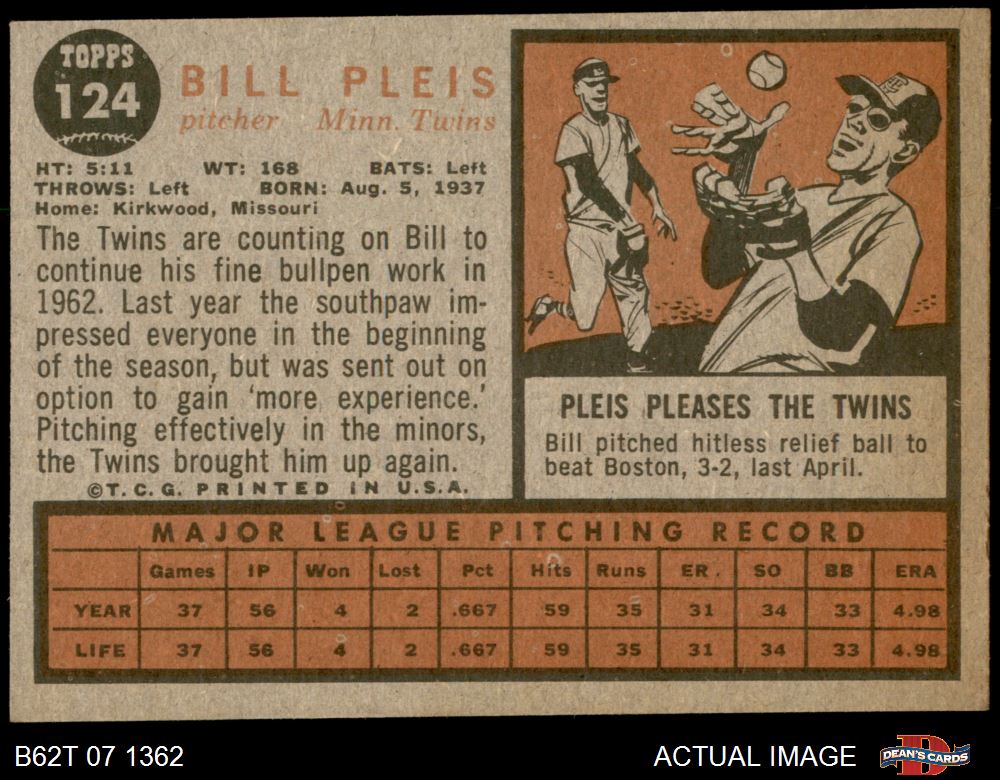 TOPPS
124
BILL PLEIS
pitcher Minn. Twins
HT: 5:11 WT: 168 BATS: Left
THROWS: Left BORN: Aug. 5, 1937
Home: Kirkwood, Missouri
The Twins are counting on Bill to
continue his fine bullpen work in
1962. Last year the southpaw im-
pressed everyone in the beginning
of the season, but was sent out on
option to gain 'more experience.'
Pitching effectively in the minors,
the Twins brought him up again.
©T.C.G. PRINTED IN U.S.A.
PLEIS PLEASES THE TWINS
Bill pitched hitless relief ball to
beat Boston, 3-2, last April.
MAJOR LEAGUE PITCHING RECORD
Games IP Won Lost Pct Hits Runs ER. SO BB ERA
YEAR 37 56 4 2 .667 59 35 31 34 33 4.98
LIFE 37 56 4 2 .667 59 35 31 34 33 4.98
B62T 07 1362 ACTUAL IMAGE DEAN'S CARDS